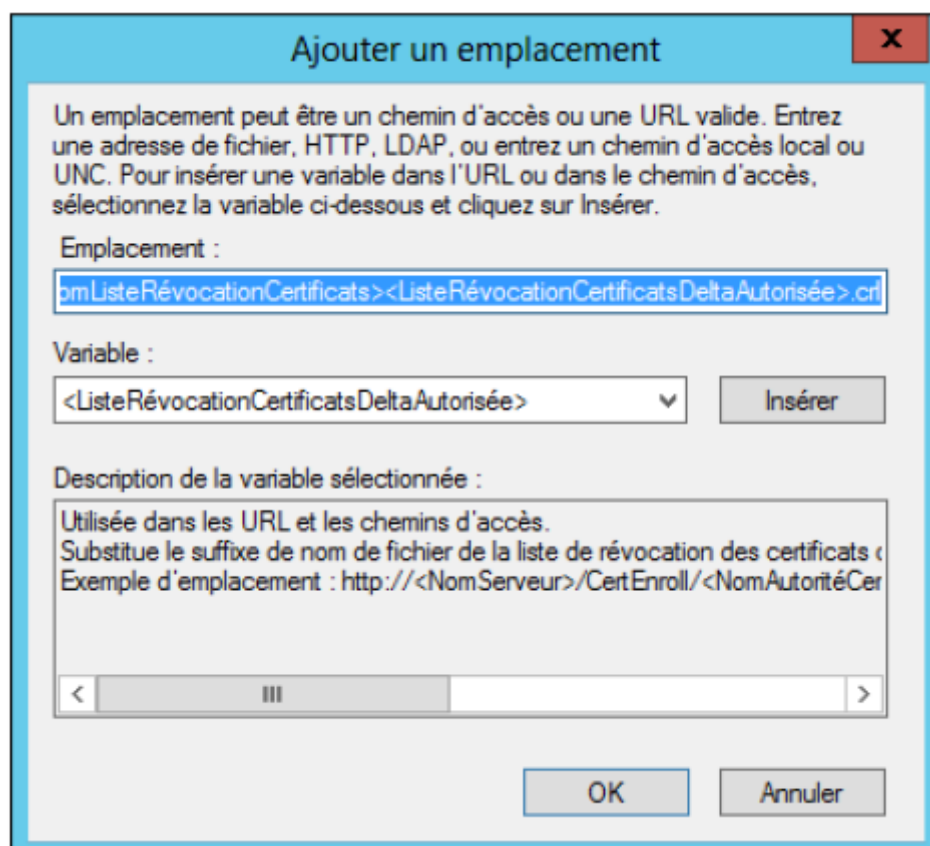 Ajouter un emplacement
x
Un emplacement peut être un chemin d'accès ou une URL valide. Entrez
une adresse de fichier, HTTP, LDAP, ou entrez un chemin d'accès local ou
UNC. Pour insérer une variable dans l'URL ou dans le chemin d'accès,
sélectionnez la variable ci-dessous et cliquez sur Insérer.
Emplacement :
omListeRévocationCertificats><ListeRévocationCertificatsDeltaAutorisée>.crl
Variable :
<ListeRévocationCertificatsDeltaAutorisée>
Insérer
Description de la variable sélectionnée :
Utilisée dans les URL et les chemins d'accès.
Substitue le suffixe de nom de fichier de la liste de révocation des certificats
Exemple d'emplacement : http://<NomServeur>/CertEnroll/<NomAutoritéCer
OK
Annuler